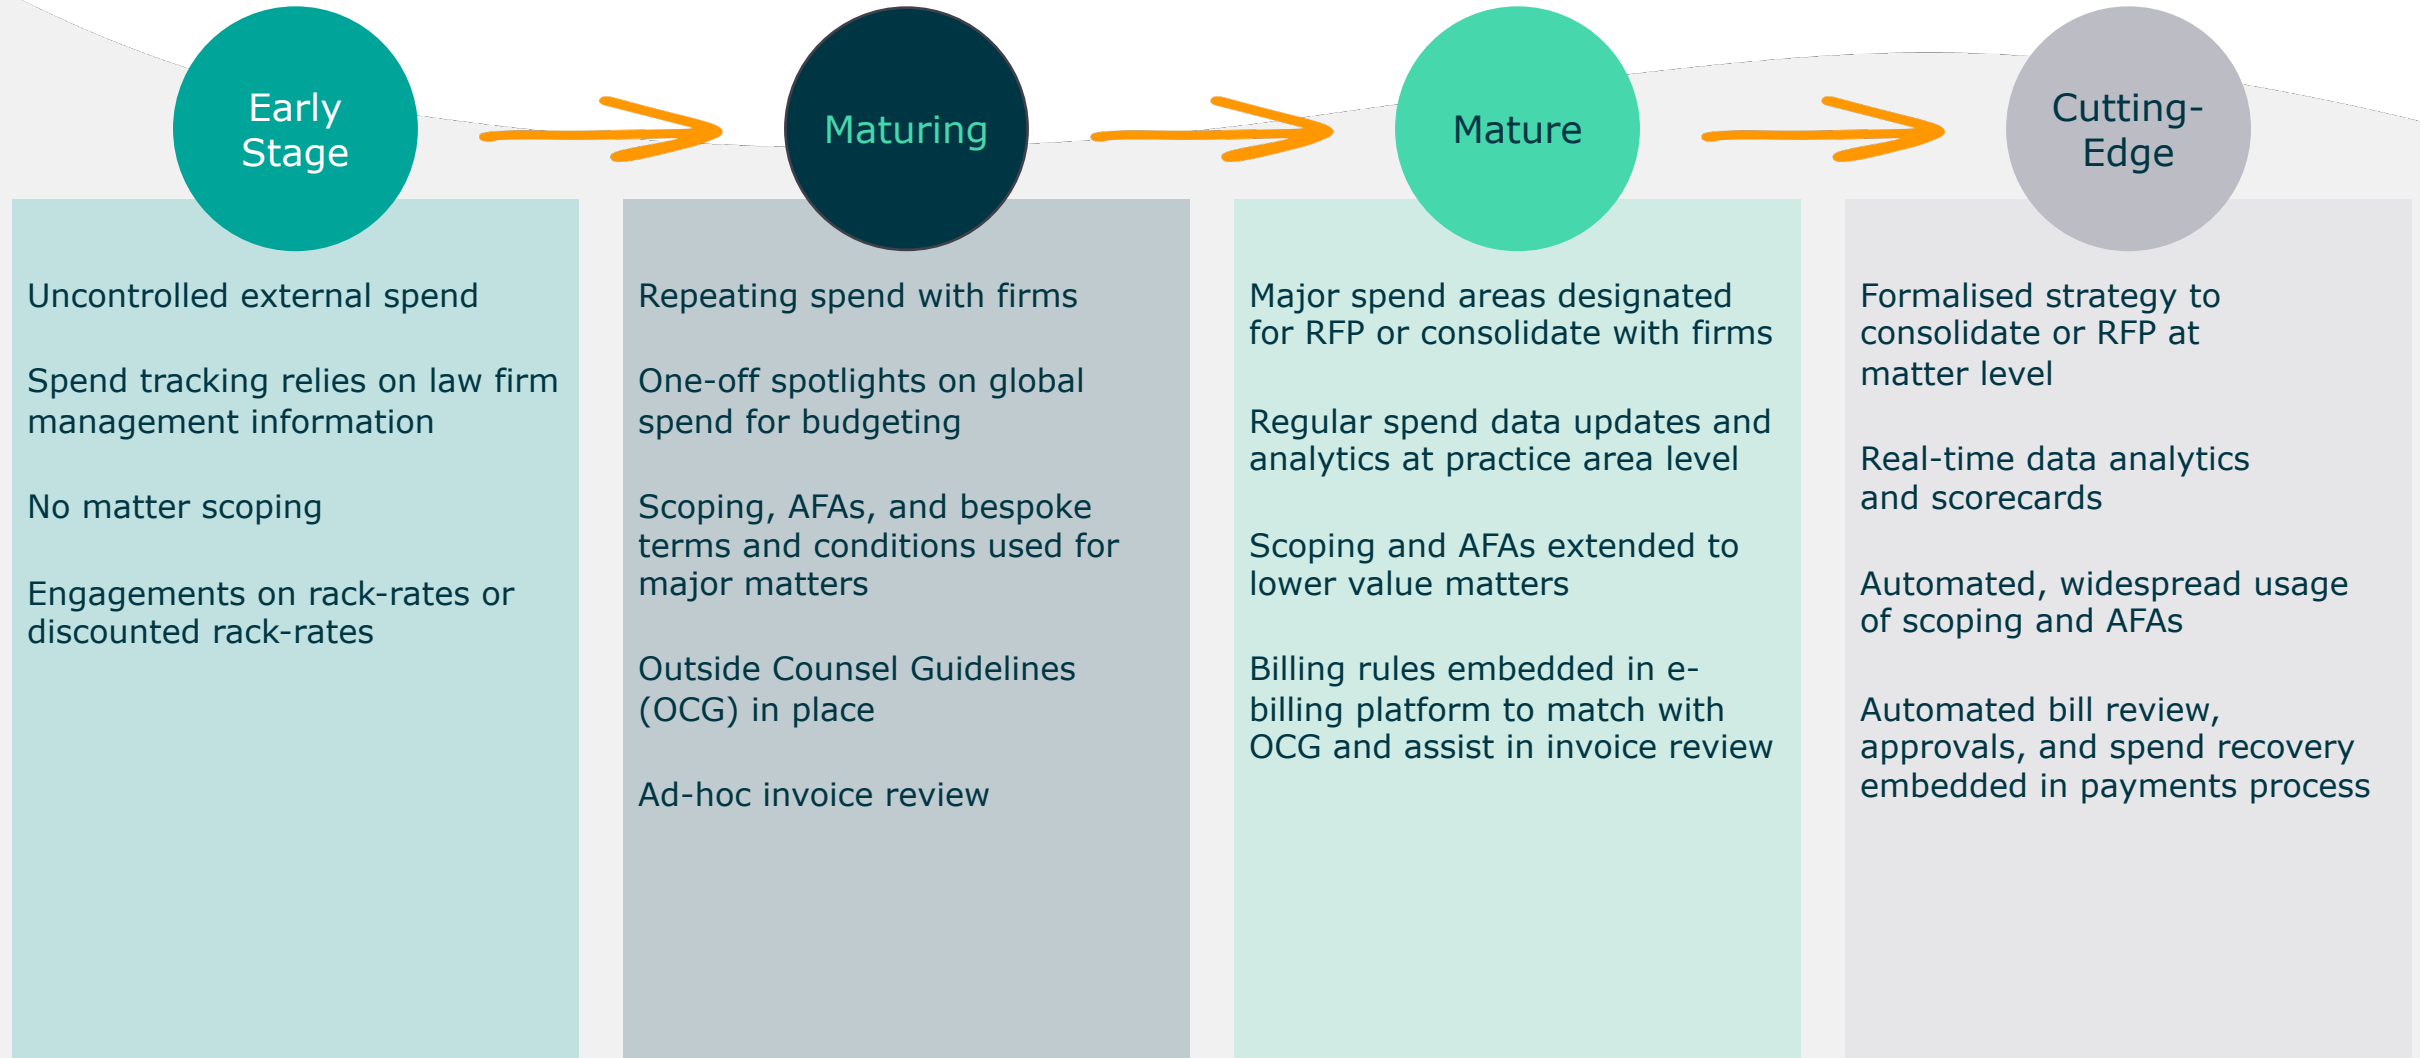 Early
Stage
Maturing
Mature
Cutting-
Edge
Uncontrolled external spend
Spend tracking relies on law firm
management information
No matter scoping
Engagements on rack-rates or
discounted rack-rates
Repeating spend with firms
One-off spotlights on global
spend for budgeting
Scoping, AFAs, and bespoke
terms and conditions used for
major matters
Outside Counsel Guidelines
(OCG) in place
Ad-hoc invoice review
Major spend areas designated
for RFP or consolidate with firms
Regular spend data updates and
analytics at practice area level
Scoping and AFAs extended to
lower value matters
Billing rules embedded in e-
billing platform to match with
OCG and assist in invoice review
Formalised strategy to
consolidate or RFP at
matter level
Real-time data analytics
and scorecards
Automated, widespread usage
of scoping and AFAs
Automated bill review,
approvals, and spend recovery
embedded in payments process